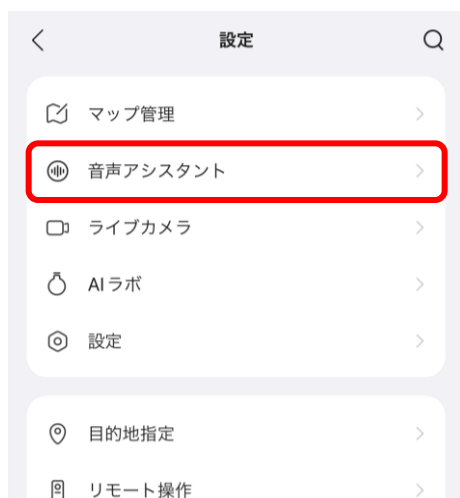 設定
マップ管理
音声アシスタント
ライブカメラ
AIラボ
設定
目的地指定
リモート操作